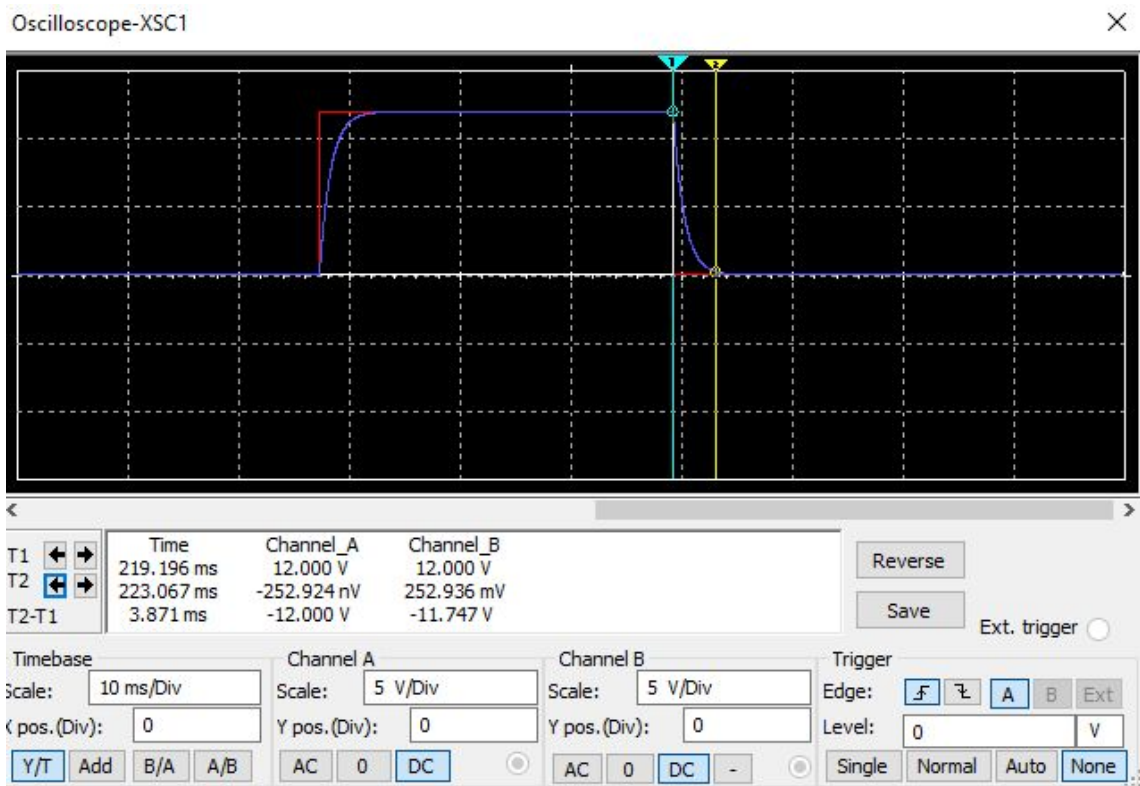 Oscilloscope-XSC1
1 2
Time Channel_A Channel_B
T1 219.196 ms 12.000 V 12.000 V
T2 223.067 ms -252.924 nV 252.936 mV
T2-T1 3.871 ms -12.000 V -11.747 V
Reverse
Save
Ext. trigger
Timebase Channel A Channel B Trigger
Scale: 10 ms/Div Scale: 5 V/Div Scale: 5 V/Div Edge: A B Ext
X pos.(Div): 0 Y pos.(Div): 0 Y pos.(Div): 0 Level: 0 V
Y/T Add B/A A/B AC 0 DC AC 0 DC - Single Normal Auto None